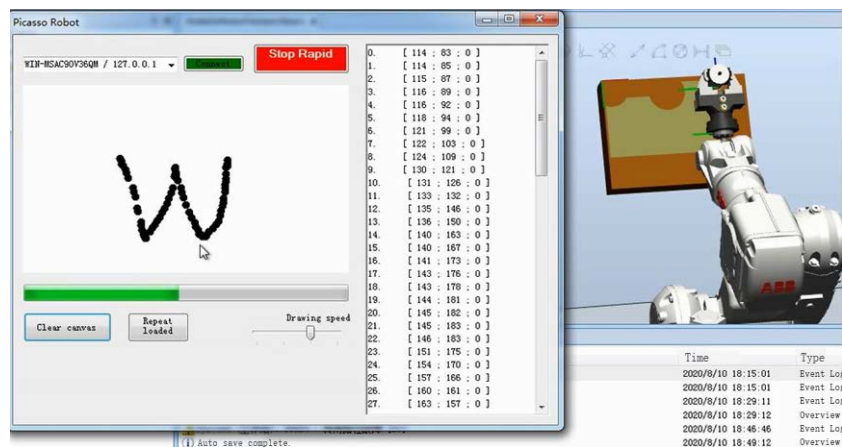 Picasso Robot
WIN-MSAC90V36QM / 127.0.0.1
Connect
Stop Rapid
W
Clear canvas
Repeat loaded
Drawing speed
0. [ 114 ; 83 ; 0 ]
1. [ 114 ; 85 ; 0 ]
2. [ 115 ; 87 ; 0 ]
3. [ 116 ; 89 ; 0 ]
4. [ 116 ; 92 ; 0 ]
5. [ 118 ; 94 ; 0 ]
6. [ 121 ; 99 ; 0 ]
7. [ 122 ; 103 ; 0 ]
8. [ 124 ; 109 ; 0 ]
9. [ 130 ; 121 ; 0 ]
10. [ 131 ; 126 ; 0 ]
11. [ 133 ; 132 ; 0 ]
12. [ 135 ; 146 ; 0 ]
13. [ 136 ; 150 ; 0 ]
14. [ 140 ; 163 ; 0 ]
15. [ 140 ; 167 ; 0 ]
16. [ 141 ; 173 ; 0 ]
17. [ 143 ; 176 ; 0 ]
18. [ 143 ; 178 ; 0 ]
19. [ 144 ; 181 ; 0 ]
20. [ 145 ; 182 ; 0 ]
21. [ 145 ; 183 ; 0 ]
22. [ 146 ; 183 ; 0 ]
23. [ 151 ; 175 ; 0 ]
24. [ 154 ; 170 ; 0 ]
25. [ 157 ; 166 ; 0 ]
26. [ 160 ; 161 ; 0 ]
27. [ 163 ; 157 ; 0 ]
ABB
Time Type
2020/8/10 18:15:01 Event Log
2020/8/10 18:15:01 Event Log
2020/8/10 18:29:11 Event Log
2020/8/10 18:29:12 Overview
2020/8/10 18:46:46 Event Log
2020/8/10 18:49:12 Overview
Auto save complete.